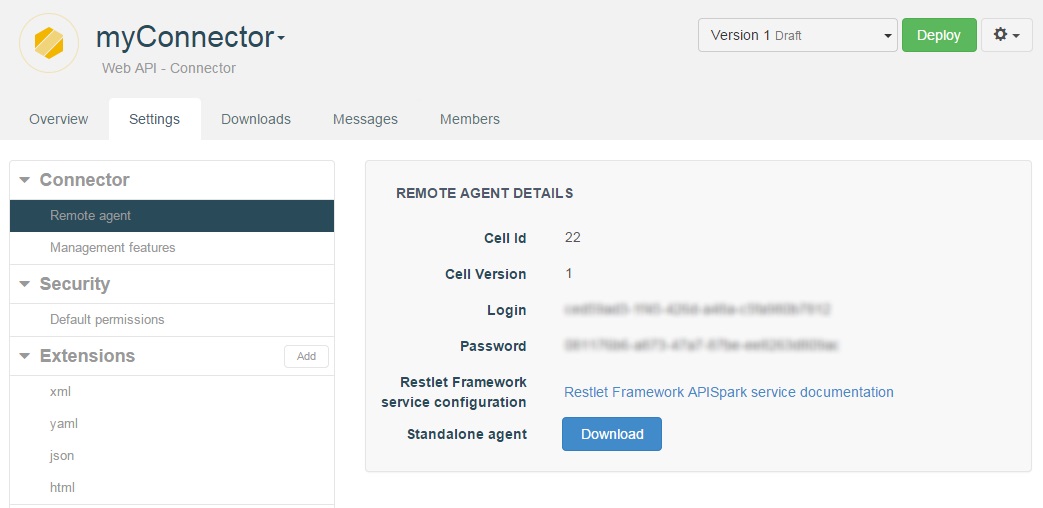 myConnector
Web API - Connector
Version 1 Draft
Deploy
Overview
Settings
Downloads
Messages
Members
Connector
Remote agent
Management features
Security
Default permissions
Extensions
Add
xml
yaml
json
html
REMOTE AGENT DETAILS
Cell Id 22
Cell Version 1
Login
Password
Restlet Framework
service configuration
Restlet Framework APISpark service documentation
Standalone agent
Download